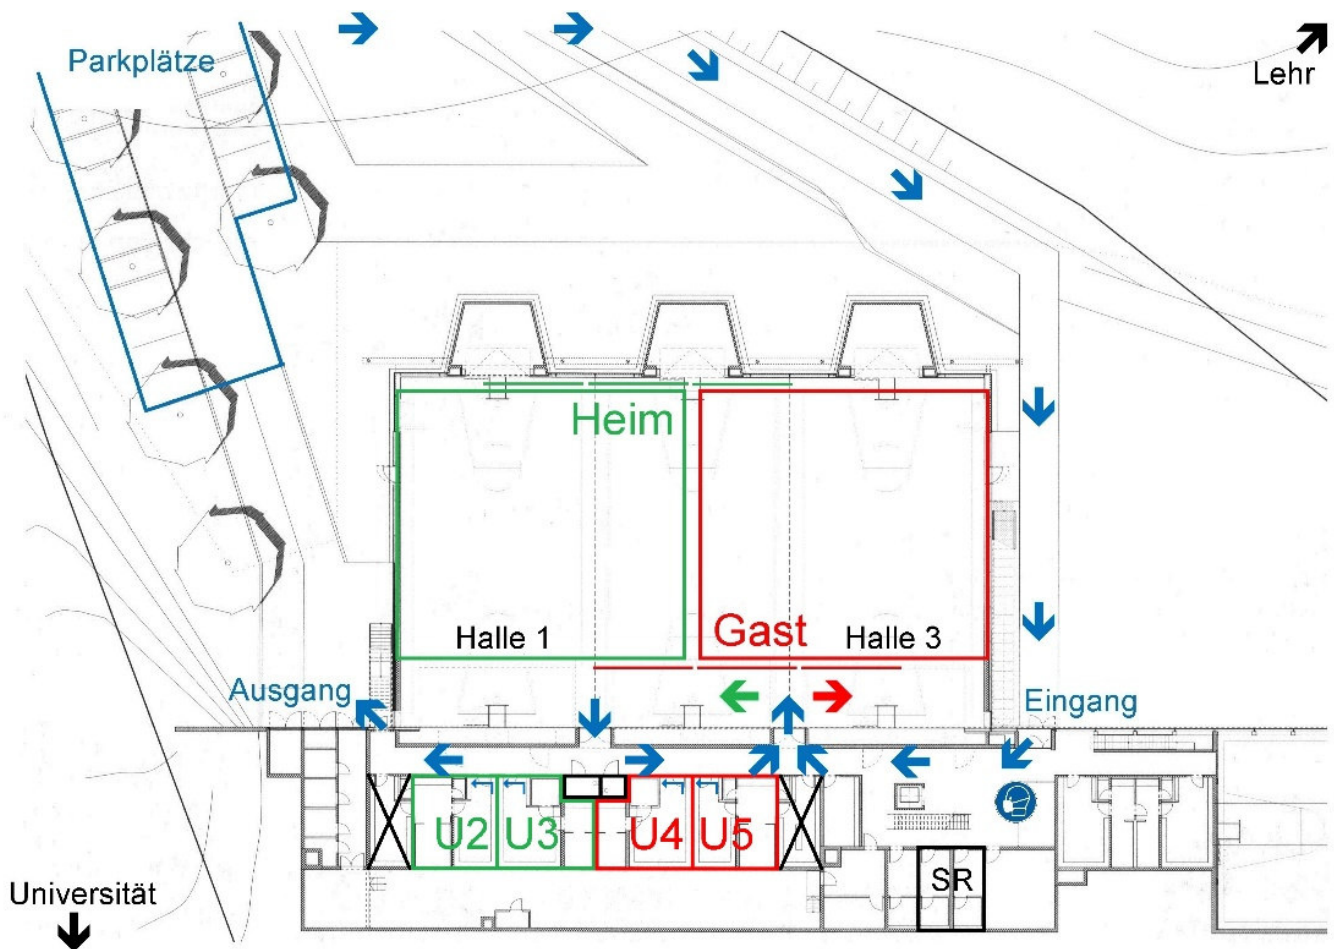 Parkplätze
Lehr
Heim
Halle 1
Gast
Halle 3
Ausgang
Eingang
U2
U3
U4
U5
SR
Universität